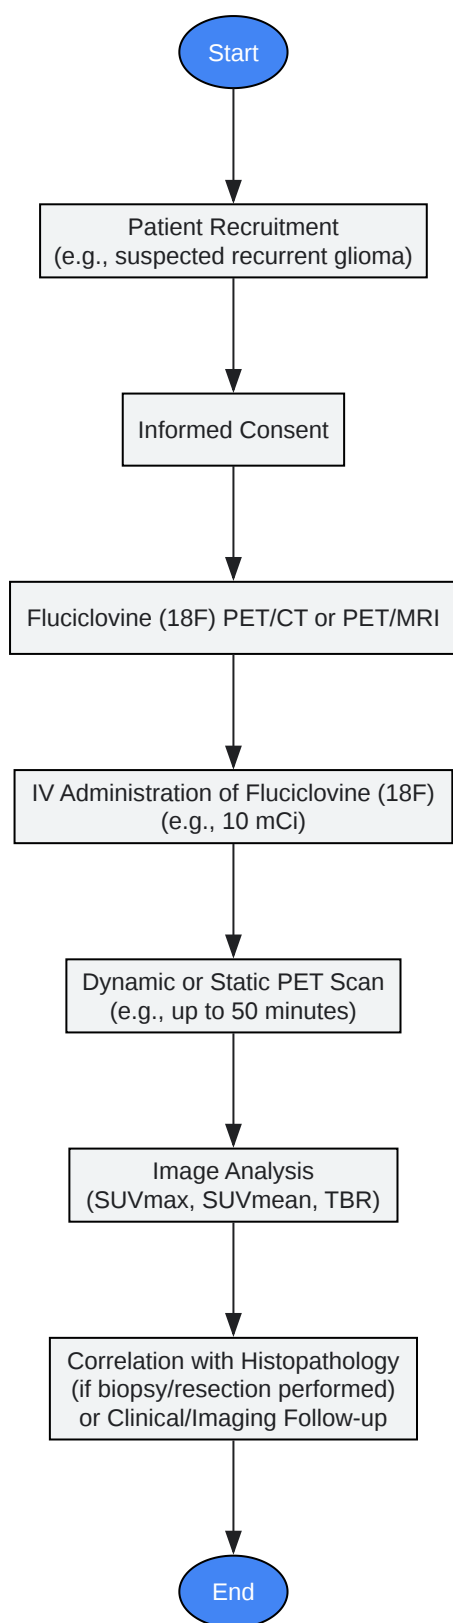 Start
Patient Recruitment
(e.g., suspected recurrent glioma)
Informed Consent
Fluciclovine (18F) PET/CT or PET/MRI
IV Administration of Fluciclovine (18F)
(e.g., 10 mCi)
Dynamic or Static PET Scan
(e.g., up to 50 minutes)
Image Analysis
(SUVmax, SUVmean, TBR)
Correlation with Histopathology
(if biopsy/resection performed)
or Clinical/Imaging Follow-up
End